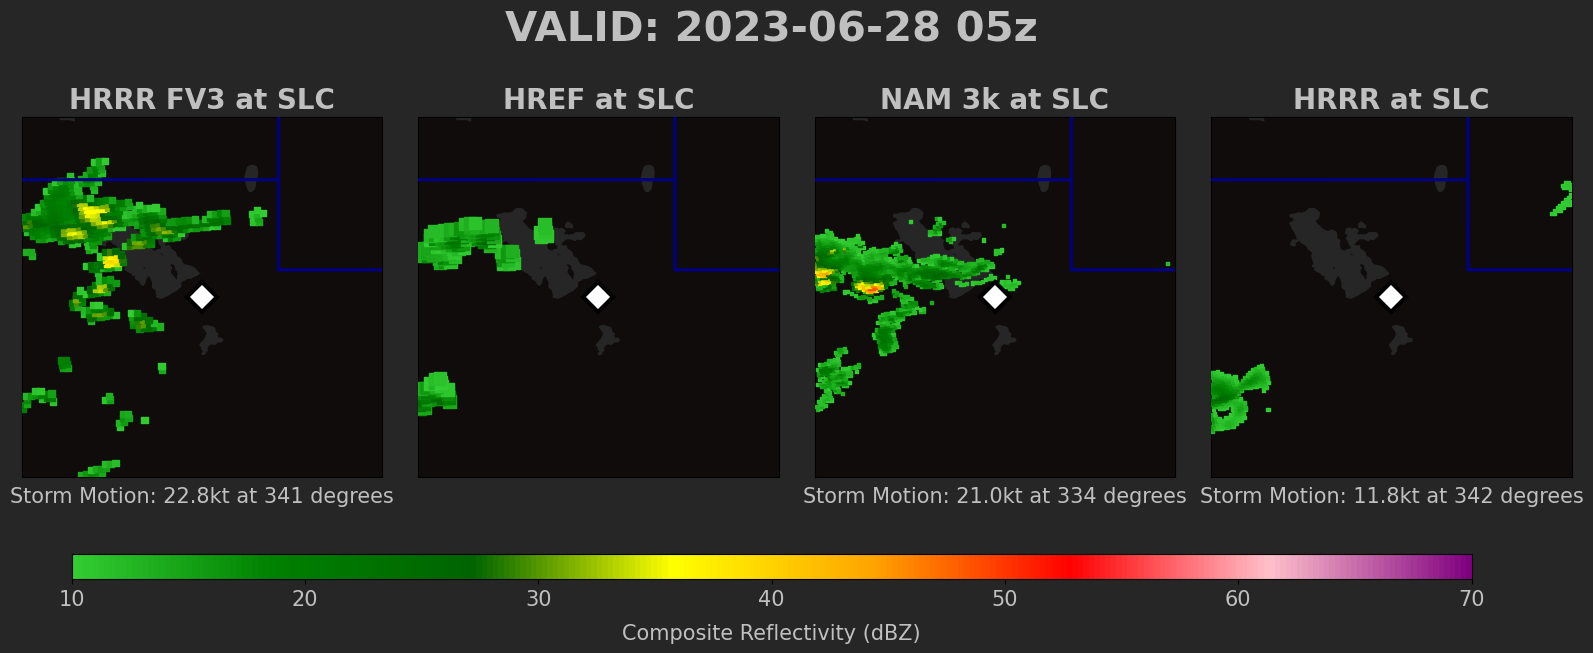 VALID: 2023-06-28 05z
HRRR FV3 at SLC
HREF at SLC
NAM 3k at SLC
HRRR at SLC
Storm Motion: 22.8kt at 341 degrees
Storm Motion: 21.0kt at 334 degrees
Storm Motion: 11.8kt at 342 degrees
10 20 30 40 50 60 70
Composite Reflectivity (dBZ)